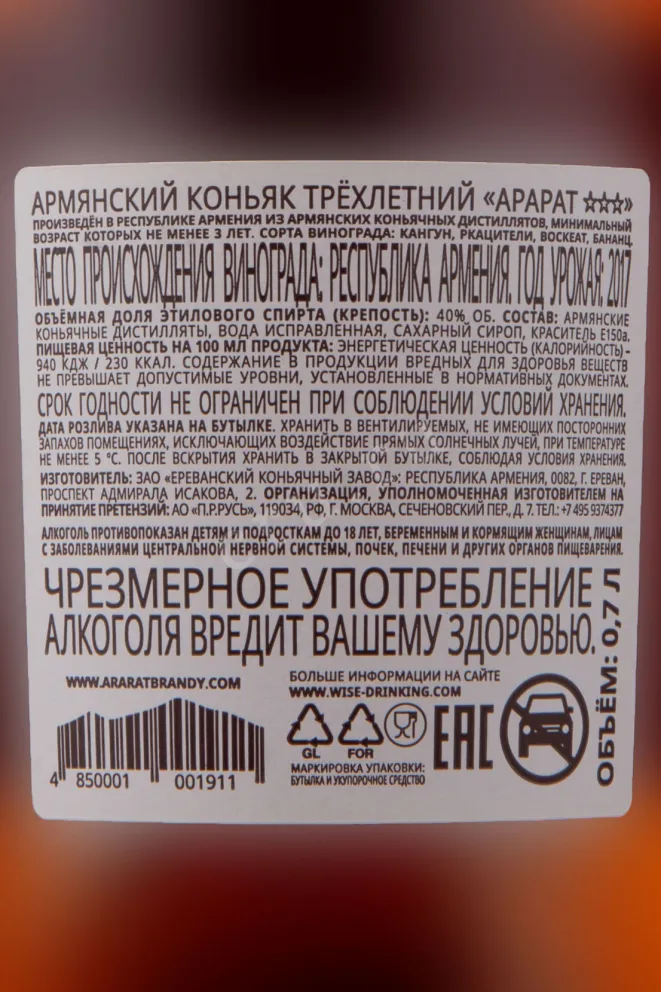 АРМЯНСКИЙ КОНЬЯК ТРЁХЛЕТНИЙ «АРАРАТ ★★★»
ПРОИЗВЕДЁН В РЕСПУБЛИКЕ АРМЕНИЯ ИЗ АРМЯНСКИХ КОНЬЯЧНЫХ ДИСТИЛЛЯТОВ, МИНИМАЛЬНЫЙ
ВОЗРАСТ КОТОРЫХ НЕ МЕНЕЕ 3 ЛЕТ. СОРТА ВИНОГРАДА: КАНГУН, РКАЦИТЕЛИ, ВОСКЕАТ, БАНАНЦ.
МЕСТО ПРОИСХОЖДЕНИЯ ВИНОГРАДА: РЕСПУБЛИКА АРМЕНИЯ. ГОД УРОЖАЯ: 2017
ОБЪЁМНАЯ ДОЛЯ ЭТИЛОВОГО СПИРТА (КРЕПОСТЬ): 40% ОБ. СОСТАВ: АРМЯНСКИЕ
КОНЬЯЧНЫЕ ДИСТИЛЛЯТЫ, ВОДА ИСПРАВЛЕННАЯ, САХАРНЫЙ СИРОП, КРАСИТЕЛЬ Е150а.
ПИЩЕВАЯ ЦЕННОСТЬ НА 100 МЛ ПРОДУКТА: ЭНЕРГЕТИЧЕСКАЯ ЦЕННОСТЬ (КАЛОРИЙНОСТЬ) –
940 КДЖ / 230 ККАЛ. СОДЕРЖАНИЕ В ПРОДУКЦИИ ВРЕДНЫХ ДЛЯ ЗДОРОВЬЯ ВЕЩЕСТВ
НЕ ПРЕВЫШАЕТ ДОПУСТИМЫЕ УРОВНИ, УСТАНОВЛЕННЫЕ В НОРМАТИВНЫХ ДОКУМЕНТАХ.
СРОК ГОДНОСТИ НЕ ОГРАНИЧЕН ПРИ СОБЛЮДЕНИИ УСЛОВИЙ ХРАНЕНИЯ.
ДАТА РОЗЛИВА УКАЗАНА НА БУТЫЛКЕ. ХРАНИТЬ В ВЕНТИЛИРУЕМЫХ, НЕ ИМЕЮЩИХ ПОСТОРОННИХ
ЗАПАХОВ ПОМЕЩЕНИЯХ, ИСКЛЮЧАЮЩИХ ВОЗДЕЙСТВИЕ ПРЯМЫХ СОЛНЕЧНЫХ ЛУЧЕЙ, ПРИ ТЕМПЕРАТУРЕ
НЕ МЕНЕЕ 5 °С. ПОСЛЕ ВСКРЫТИЯ ХРАНИТЬ В ЗАКРЫТОЙ БУТЫЛКЕ, СОБЛЮДАЯ УСЛОВИЯ ХРАНЕНИЯ.
ИЗГОТОВИТЕЛЬ: ЗАО «ЕРЕВАНСКИЙ КОНЬЯЧНЫЙ ЗАВОД»: РЕСПУБЛИКА АРМЕНИЯ, 0082, Г. ЕРЕВАН,
ПРОСПЕКТ АДМИРАЛА ИСАКОВА, 2. ОРГАНИЗАЦИЯ, УПОЛНОМОЧЕННАЯ ИЗГОТОВИТЕЛЕМ НА
ПРИНЯТИЕ ПРЕТЕНЗИЙ: АО «П.Р.РУСЬ», 119034, РФ, Г. МОСКВА, СЕЧЕНОВСКИЙ ПЕР., Д. 7. ТЕЛ.: +7 495 9374377
АЛКОГОЛЬ ПРОТИВОПОКАЗАН ДЕТЯМ И ПОДРОСТКАМ ДО 18 ЛЕТ, БЕРЕМЕННЫМ И КОРМЯЩИМ ЖЕНЩИНАМ, ЛИЦАМ
С ЗАБОЛЕВАНИЯМИ ЦЕНТРАЛЬНОЙ НЕРВНОЙ СИСТЕМЫ, ПОЧЕК, ПЕЧЕНИ И ДРУГИХ ОРГАНОВ ПИЩЕВАРЕНИЯ.
ЧРЕЗМЕРНОЕ УПОТРЕБЛЕНИЕ
АЛКОГОЛЯ ВРЕДИТ ВАШЕМУ ЗДОРОВЬЮ.
ОБЪЁМ: 0,7 Л
WWW.ARARATBRANDY.COM
4 850001 001911
БОЛЬШЕ ИНФОРМАЦИИ НА САЙТЕ
WWW.WISE-DRINKING.COM
GL FOR
EAC
МАРКИРОВКА УПАКОВКИ:
БУТЫЛКА И УКУПОРОЧНОЕ СРЕДСТВО